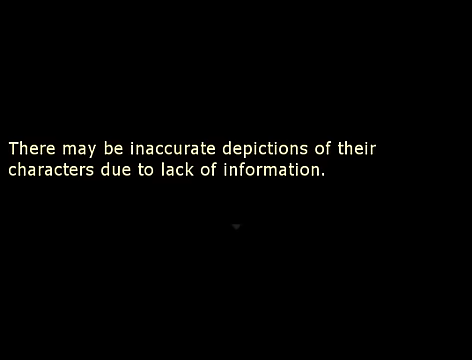 There may be inaccurate depictions of their
characters due to lack of information.